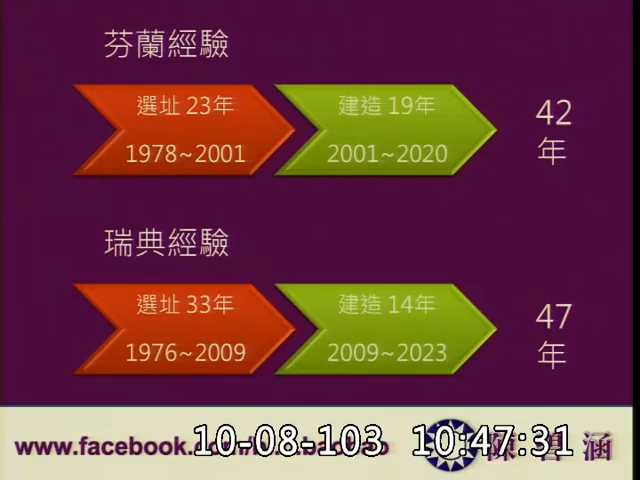 芬蘭經驗
選址 23年
1978~2001
建造 19年
2001~2020
42
年
瑞典經驗
選址 33年
1976~2009
建造 14年
2009~2023
47
年
www.facebook.
10-08-103 10:47:31
陳 涵